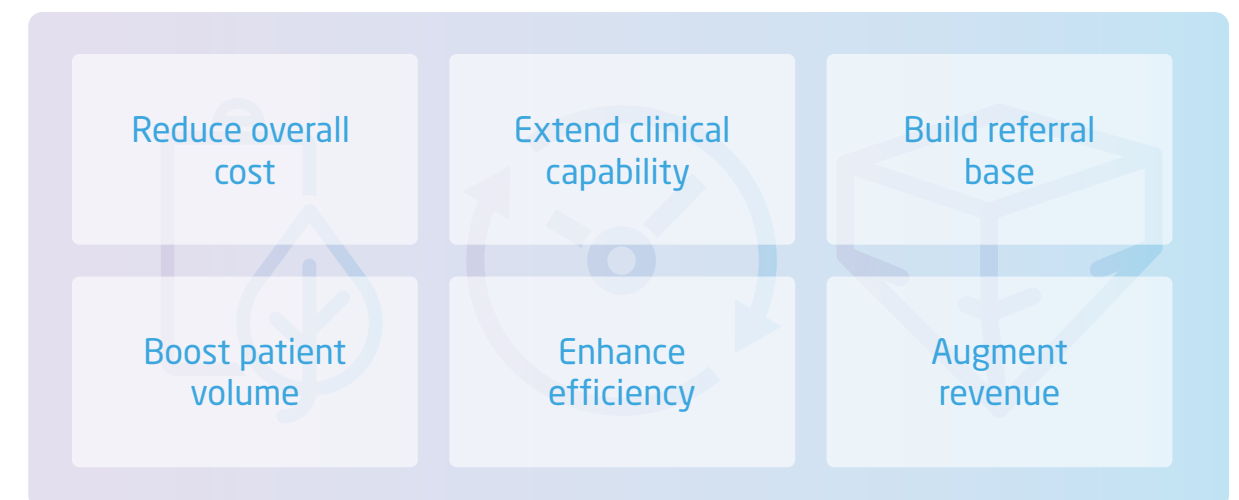 Reduce overall
cost
Extend clinical
capability
Build referral
base
Boost patient
volume
Enhance
efficiency
Augment
revenue